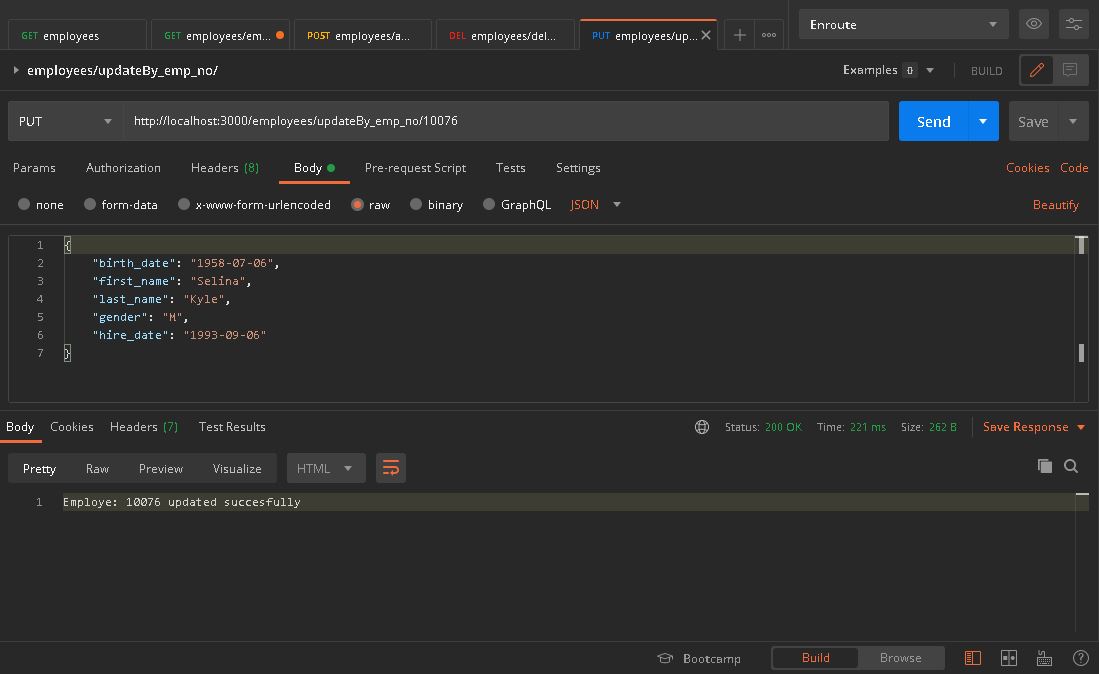 GET employees GET employees/em... POST employees/a... DEL employees/del... PUT employees/up... Enroute
employees/updateBy_emp_no/ Examples 0 BUILD
PUT http://localhost:3000/employees/updateBy_emp_no/10076 Send Save
Params Authorization Headers (8) Body Pre-request Script Tests Settings Cookies Code
none form-data x-www-form-urlencoded raw binary GraphQL JSON Beautify
1 {
2 "birth_date": "1958-07-06",
3 "first_name": "Selina",
4 "last_name": "Kyle",
5 "gender": "M",
6 "hire_date": "1993-09-06"
7 }
Body Cookies Headers (7) Test Results Status: 200 OK Time: 221 ms Size: 262 B Save Response
Pretty Raw Preview Visualize HTML
1 Employe: 10076 updated succesfully
Bootcamp Build Browse